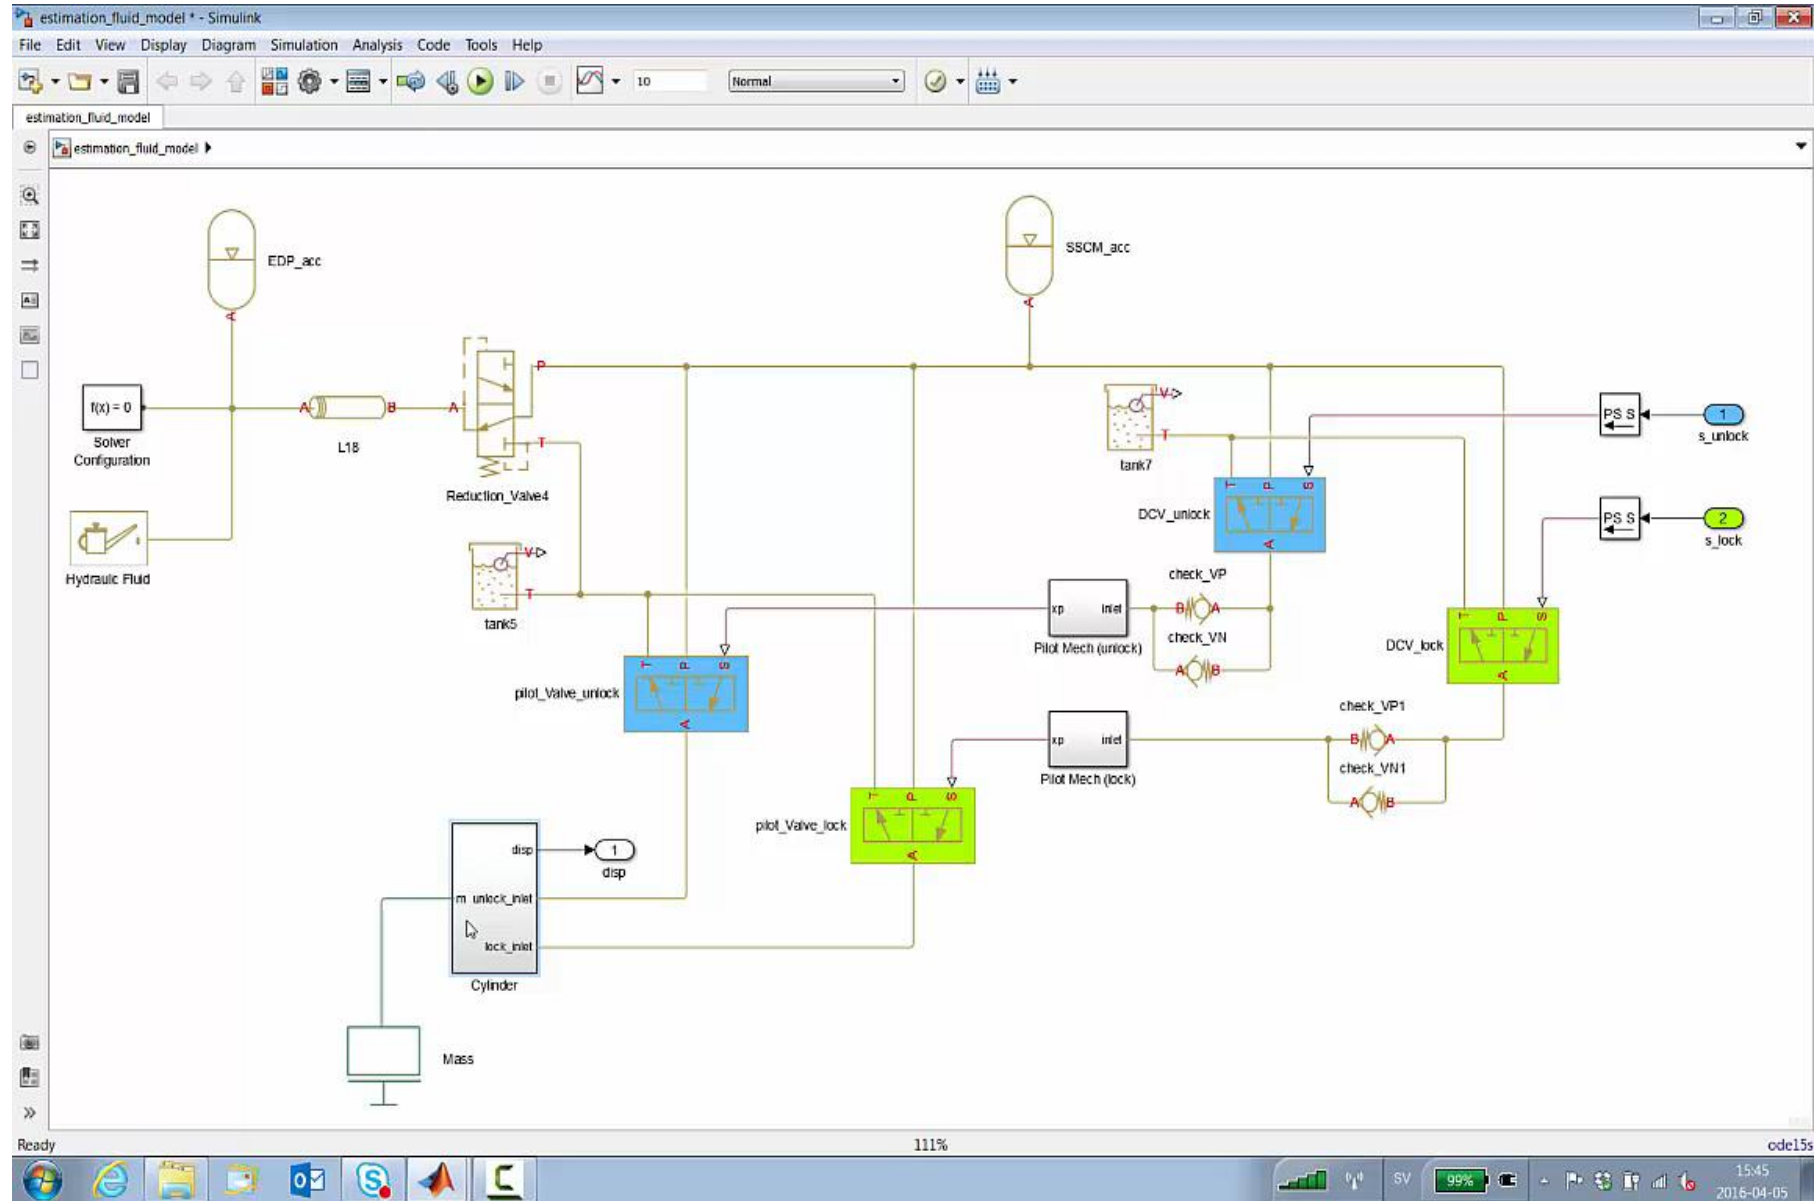 estimation_fluid_model * - Simulink
File Edit View Display Diagram Simulation Analysis Code Tools Help
10 Normal
estimation_fluid_model
estimation_fluid_model
EDP_acc
A
SSCM_acc
A
f(x) = 0
Solver
Configuration
A B
L18
A P
T
Reduction_Valve4
Hydraulic Fluid
V
T
tank5
V
T
tank7
PS S
1
s_unlock
T P S
DCV_unlock
A
PS S
2
s_lock
check_VP
B A
check_VN
A B
xp inlet
Pilot Mech (unlock)
T P S
DCV_lock
A
T P S
pilot_Valve_unlock
A
check_VP1
B A
check_VN1
A B
xp inlet
Pilot Mech (lock)
T P S
pilot_Valve_lock
A
disp
1
disp
m unlock_inlet
lock_inlet
Cylinder
Mass
Ready 111% ode15s
SV 99% 15:45
2016-04-05